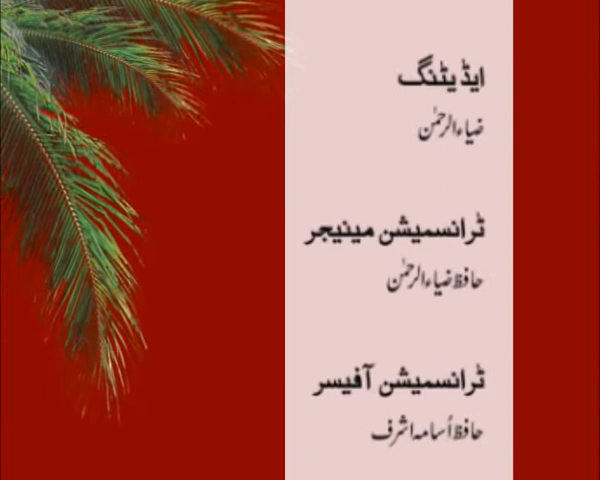 ایڈیٹنگ
ضیاءالرحمٰن
ٹرانسمیشن مینیجر
حافظ ضیاءالرحمٰن
ٹرانسمیشن آفیسر
حافظ اُسامہ اشرف